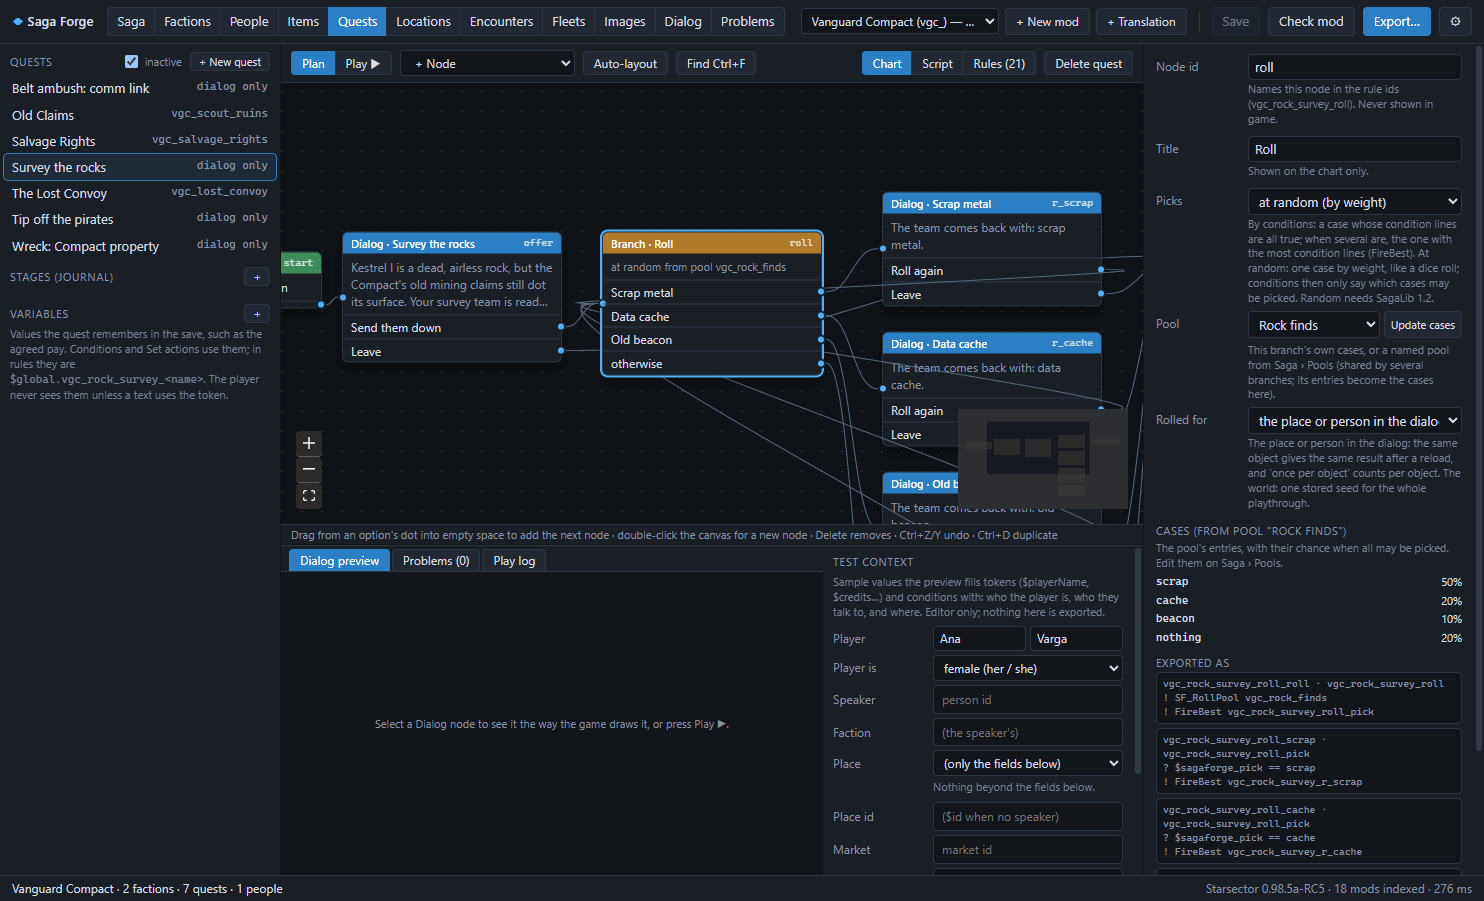 Saga Forge
Saga
Factions
People
Items
Quests
Locations
Encounters
Fleets
Images
Dialog
Problems
Vanguard Compact (vgc_) — ...
+ New mod
+ Translation
Save
Check mod
Export...
QUESTS
inactive
+ New quest
Belt ambush: comm link dialog only
Old Claims vgc_scout_ruins
Salvage Rights vgc_salvage_rights
Survey the rocks dialog only
The Lost Convoy vgc_lost_convoy
Tip off the pirates dialog only
Wreck: Compact property dialog only
STAGES (JOURNAL)
+
VARIABLES
+
Values the quest remembers in the save, such as the
agreed pay. Conditions and Set actions use them; in
rules they are
$global.vgc_rock_survey_<name>. The player
never sees them unless a text uses the token.
Plan
Play ▶
+ Node
Auto-layout
Find Ctrl+F
Chart
Script
Rules (21)
Delete quest
start
n
Dialog · Survey the rocks offer
Kestrel I is a dead, airless rock, but the
Compact's old mining claims still dot
its surface. Your survey team is read...
Send them down
Leave
Branch · Roll roll
at random from pool vgc_rock_finds
Scrap metal
Data cache
Old beacon
otherwise
Dialog · Scrap metal r_scrap
The team comes back with: scrap
metal.
Roll again
Leave
Dialog · Data cache r_cache
The team comes back with: data
cache.
Roll again
Leave
Dialog · Old b
The team comes back with: old
Drag from an option's dot into empty space to add the next node · double-click the canvas for a new node · Delete removes · Ctrl+Z/Y undo · Ctrl+D duplicate
Dialog preview
Problems (0)
Play log
Select a Dialog node to see it the way the game draws it, or press Play ▶.
TEST CONTEXT
Sample values the preview fills tokens ($playerName,
$credits...) and conditions with: who the player is, who they
talk to, and where. Editor only; nothing here is exported.
Player Ana Varga
Player is female (her / she)
Speaker person id
Faction (the speaker's)
Place (only the fields below)
Nothing beyond the fields below.
Place id ($id when no speaker)
Market market id
Node id roll
Names this node in the rule ids
(vgc_rock_survey_roll). Never shown in
game.
Title Roll
Shown on the chart only.
Picks at random (by weight)
By conditions: a case whose condition lines
are all true; when several are, the one with
the most condition lines (FireBest). At
random: one case by weight, like a dice roll;
conditions then only say which cases may
be picked. Random needs SagaLib 1.2.
Pool Rock finds Update cases
This branch's own cases, or a named pool
from Saga › Pools (shared by several
branches; its entries become the cases
here).
Rolled for the place or person in the dialo
The place or person in the dialog: the same
object gives the same result after a reload,
and 'once per object' counts per object. The
world: one stored seed for the whole
playthrough.
CASES (FROM POOL "ROCK FINDS")
The pool's entries, with their chance when all may be picked.
Edit them on Saga › Pools.
scrap 50%
cache 20%
beacon 10%
nothing 20%
EXPORTED AS
vgc_rock_survey_roll_roll · vgc_rock_survey_roll
! SF_RollPool vgc_rock_finds
! FireBest vgc_rock_survey_roll_pick
vgc_rock_survey_roll_scrap ·
vgc_rock_survey_roll_pick
? $sagaforge_pick == scrap
! FireBest vgc_rock_survey_r_scrap
vgc_rock_survey_roll_cache ·
vgc_rock_survey_roll_pick
? $sagaforge_pick == cache
! FireBest vgc_rock_survey_r_cache
Vanguard Compact · 2 factions · 7 quests · 1 people
Starsector 0.98.5a-RC5 · 18 mods indexed · 276 ms